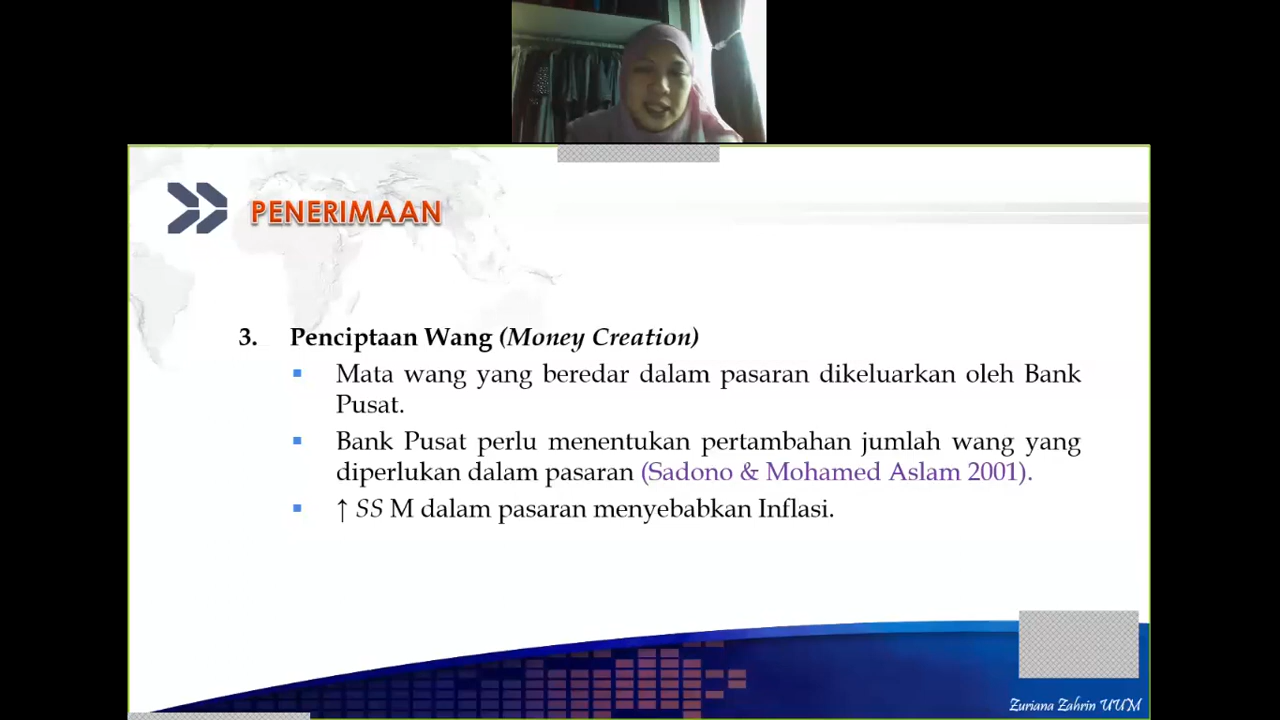 PENERIMAAN
3. Penciptaan Wang (Money Creation)
▪ Mata wang yang beredar dalam pasaran dikeluarkan oleh Bank
Pusat.
▪ Bank Pusat perlu menentukan pertambahan jumlah wang yang
diperlukan dalam pasaran (Sadono & Mohamed Aslam 2001).
▪ ↑ SS M dalam pasaran menyebabkan Inflasi.
Zuriana Zahrin UUM